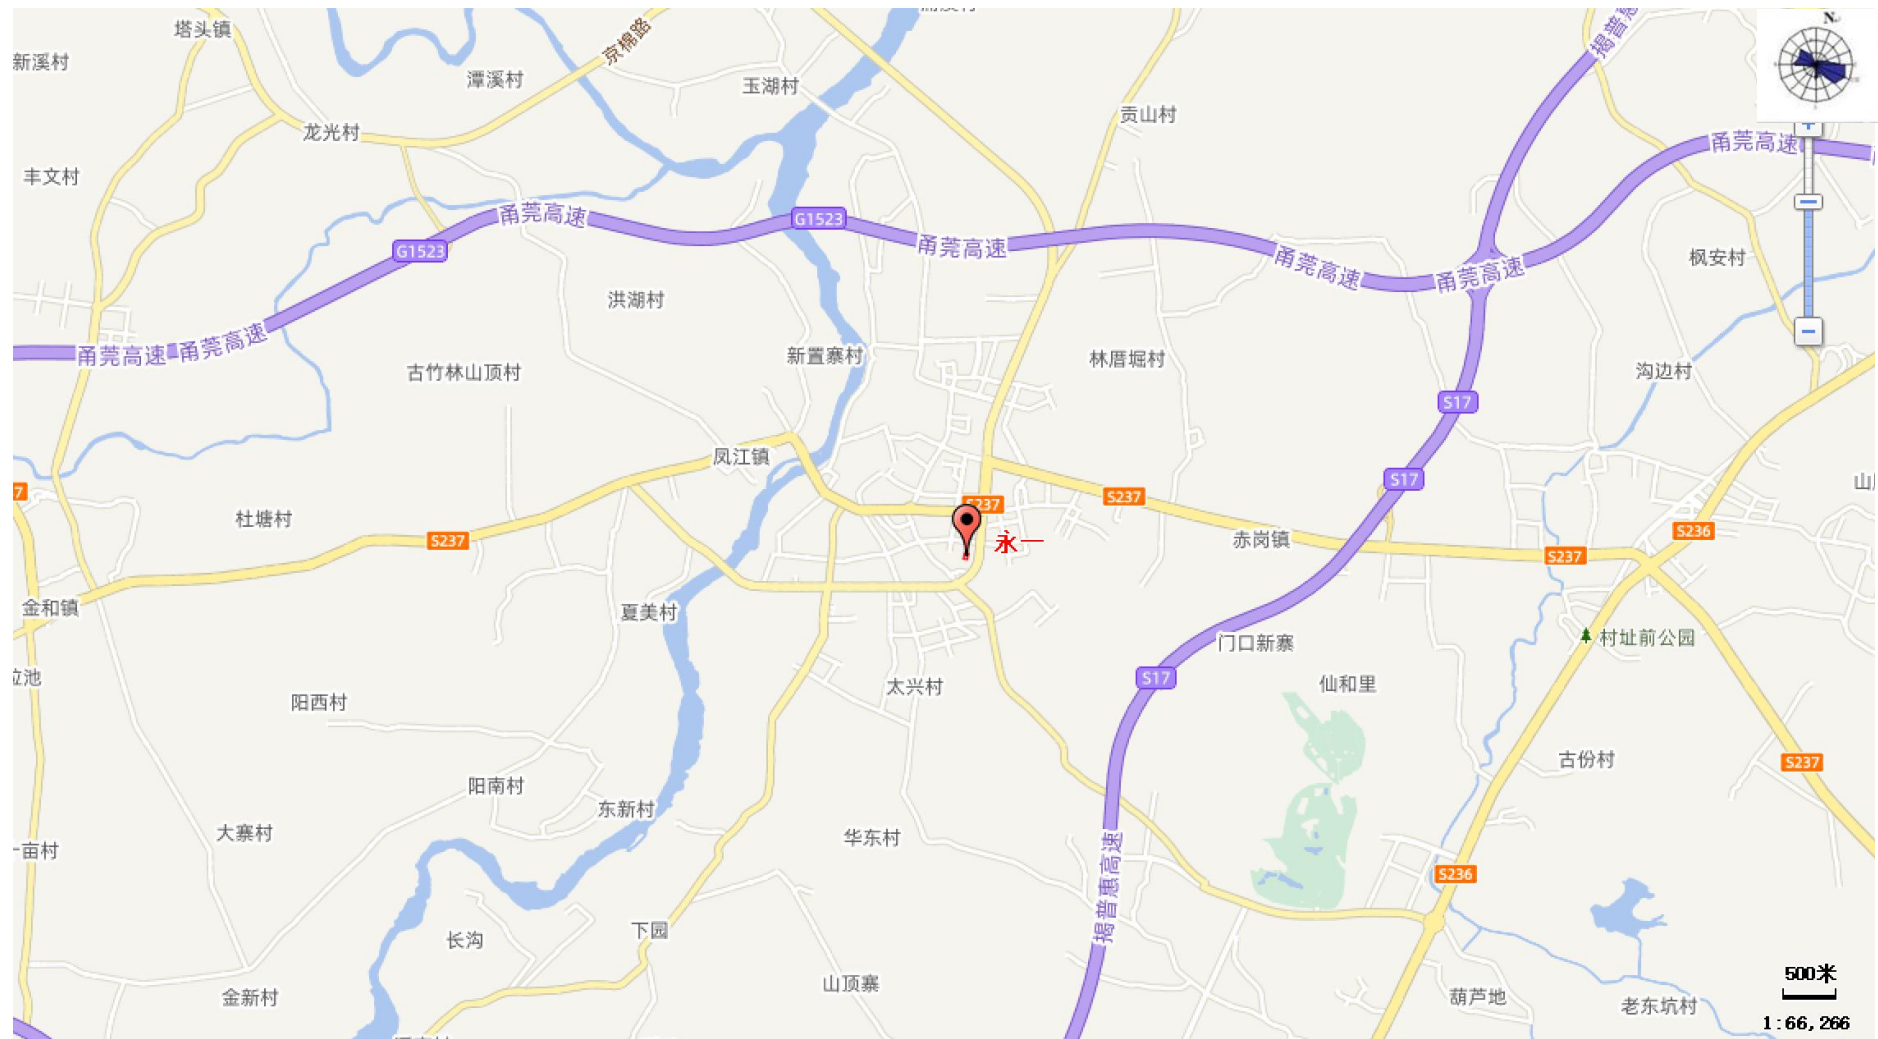 塔头镇
京棉路
揭普惠
N
新溪村
潭溪村
玉湖村
贡山村
龙光村
甬莞高速
丰文村
甬莞高速
G1523
G1523
甬莞高速
甬莞高速
甬莞高速
枫安村
洪湖村
甬莞高速
甬莞高速
新置寨村
林厝堀村
古竹林山顶村
沟边村
S17
凤江镇
S17
7
S237
S237
杜塘村
S237
永一
赤岗镇
S237
S236
金和镇
夏美村
门口新寨
村址前公园
阳西村
S17
太兴村
仙和里
阳南村
古份村
S237
东新村
大寨村
华东村
亩村
揭普惠高速
S236
长沟
下园
金新村
山顶寨
葫芦地
老东坑村
500米
1:66,266